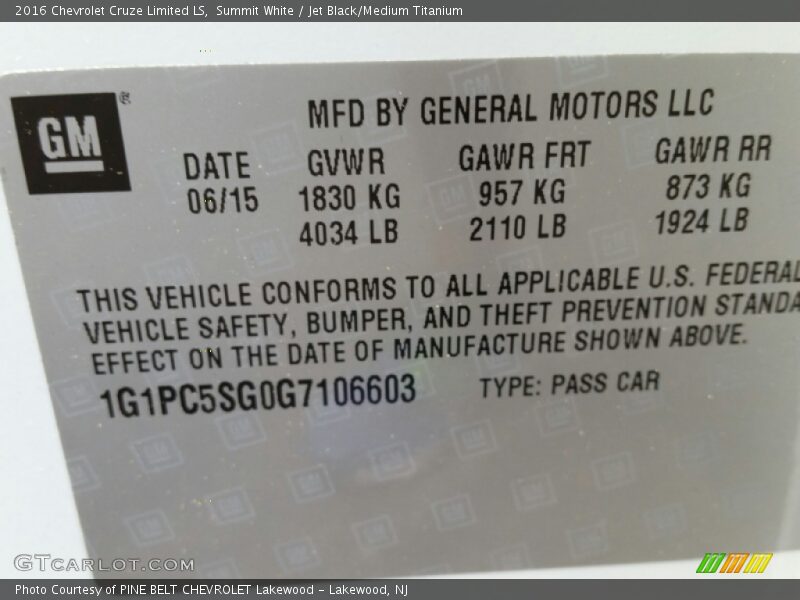 2016 Chevrolet Cruze Limited LS, Summit White / Jet Black/Medium Titanium
GM ®
MFD BY GENERAL MOTORS LLC
DATE GVWR GAWR FRT GAWR RR
06/15 1830 KG 957 KG 873 KG
4034 LB 2110 LB 1924 LB
THIS VEHICLE CONFORMS TO ALL APPLICABLE U.S. FEDERAL
VEHICLE SAFETY, BUMPER, AND THEFT PREVENTION STANDA
EFFECT ON THE DATE OF MANUFACTURE SHOWN ABOVE.
1G1PC5SG0G7106603 TYPE: PASS CAR
GTCARLOT.COM
Photo Courtesy of PINE BELT CHEVROLET Lakewood - Lakewood, NJ